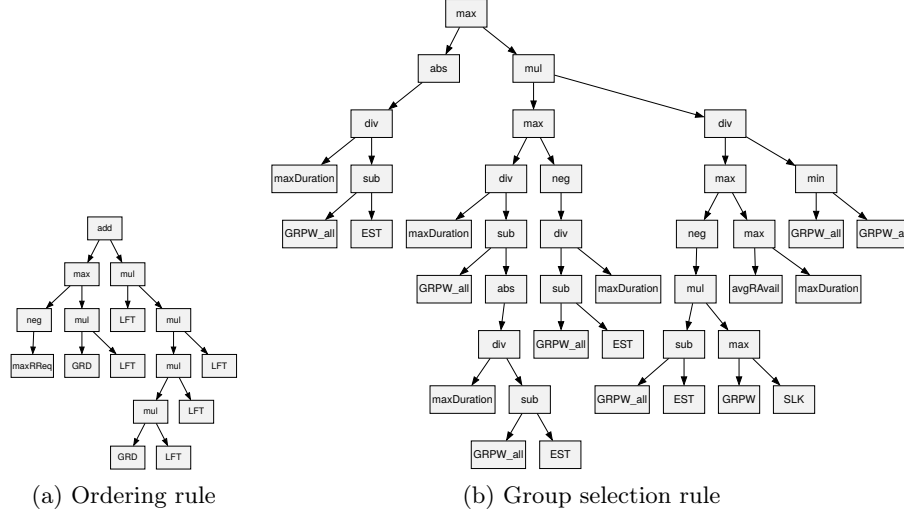 max
abs
mul
div
max
div
maxDuration
sub
div
neg
max
min
GRPW_all
EST
maxDuration
sub
div
neg
max
GRPW_all
GRPW_a
GRPW_all
abs
sub
maxDuration
mul
avgRAvail
maxDuration
div
GRPW_all
EST
sub
max
maxDuration
sub
GRPW_all
EST
GRPW
SLK
GRPW_all
EST
add
max
mul
neg
mul
LFT
mul
maxRReq
GRD
LFT
mul
LFT
mul
LFT
GRD
LFT
(a) Ordering rule
(b) Group selection rule